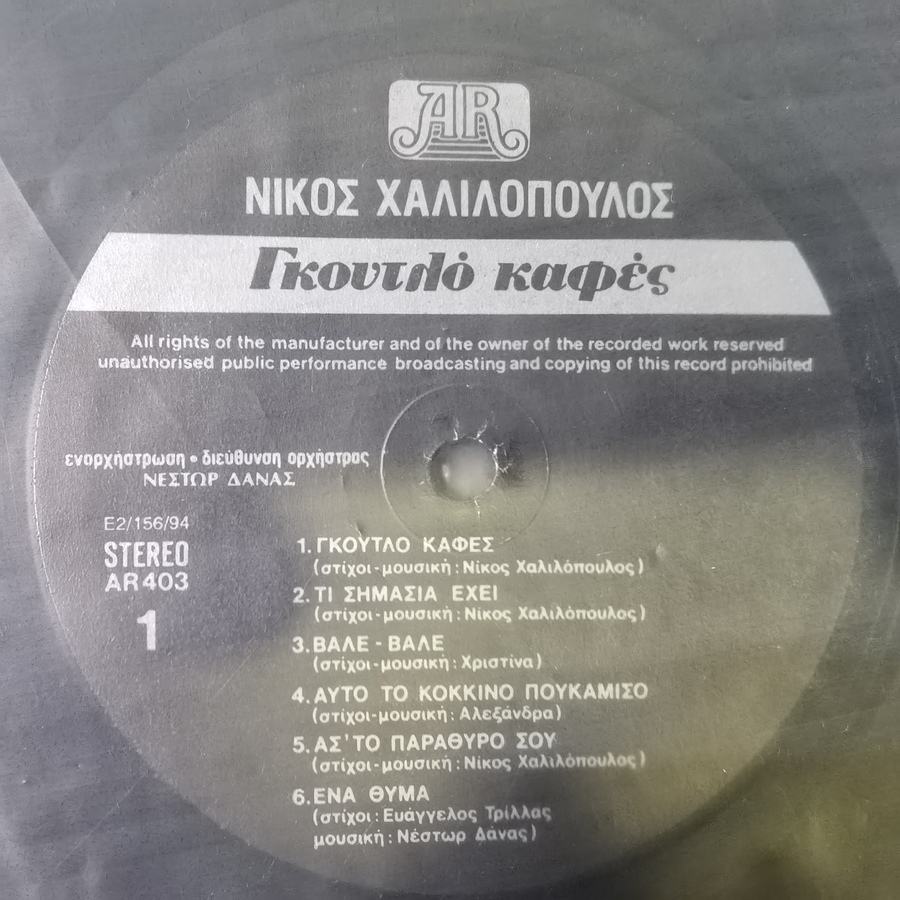 AR
ΝΙΚΟΣ ΧΑΛΙΛΟΠΟΥΛΟΣ
Γκουτλό καφές
All rights of the manufacturer and of the owner of the recorded work reserved
unauthorised public performance broadcasting and copying of this record prohibited
ενορχήστρωση • διεύθυνση ορχήστρας
ΝΕΣΤΩΡ ΔΑΝΑΣ
E2/156/94
STEREO
AR403
1
1. ΓΚΟΥΤΛΟ ΚΑΦΕΣ
(στίχοι-μουσική: Νίκος Χαλιλόπουλος)
2. ΤΙ ΣΗΜΑΣΙΑ ΕΧΕΙ
(στίχοι-μουσική: Νίκος Χαλιλόπουλος)
3. ΒΑΛΕ - ΒΑΛΕ
(στίχοι-μουσική: Χριστίνα)
4. ΑΥΤΟ ΤΟ ΚΟΚΚΙΝΟ ΠΟΥΚΑΜΙΣΟ
(στίχοι-μουσική: Αλεξάνδρα)
5. ΑΣ'ΤΟ ΠΑΡΑΘΥΡΟ ΣΟΥ
(στίχοι-μουσική: Νίκος Χαλιλόπουλος)
6. ΕΝΑ ΘΥΜΑ
(στίχοι: Ευάγγελος Τρίλλας
μουσική: Νέστωρ Δάνας)